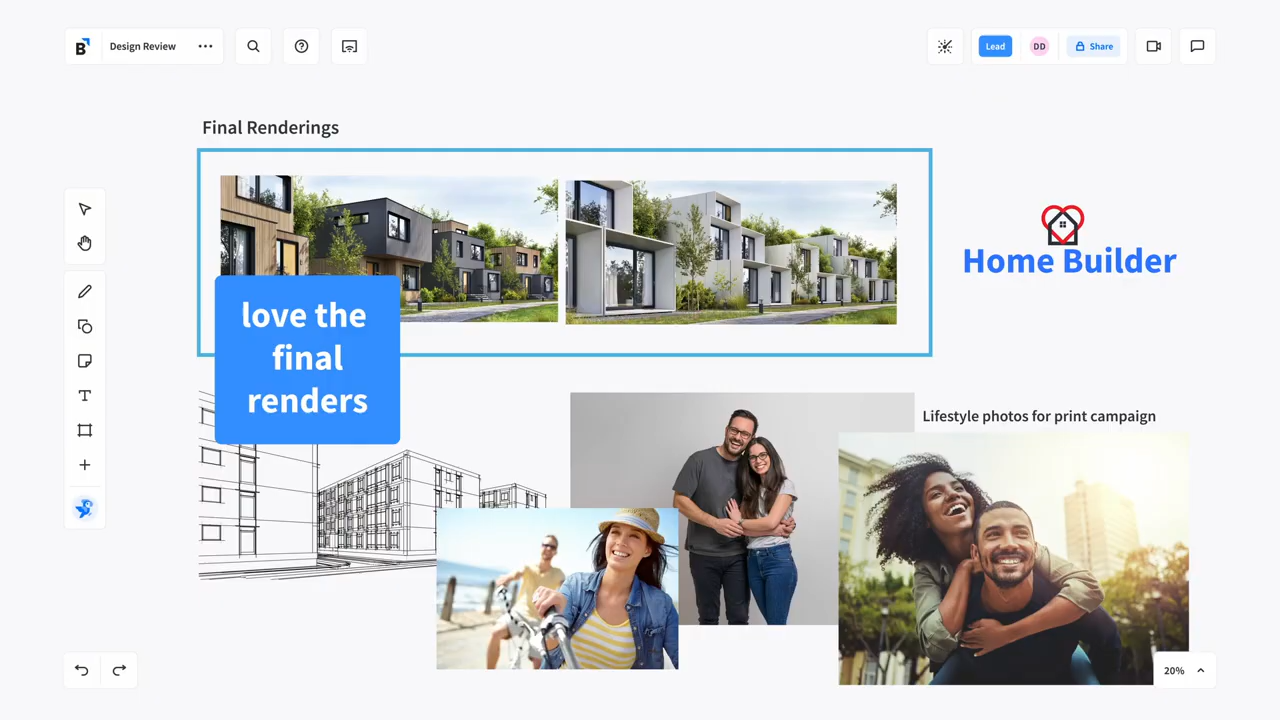 B
Design Review
Lead
DD
Share
Final Renderings
Home Builder
love the
final
renders
Lifestyle photos for print campaign
T
20%